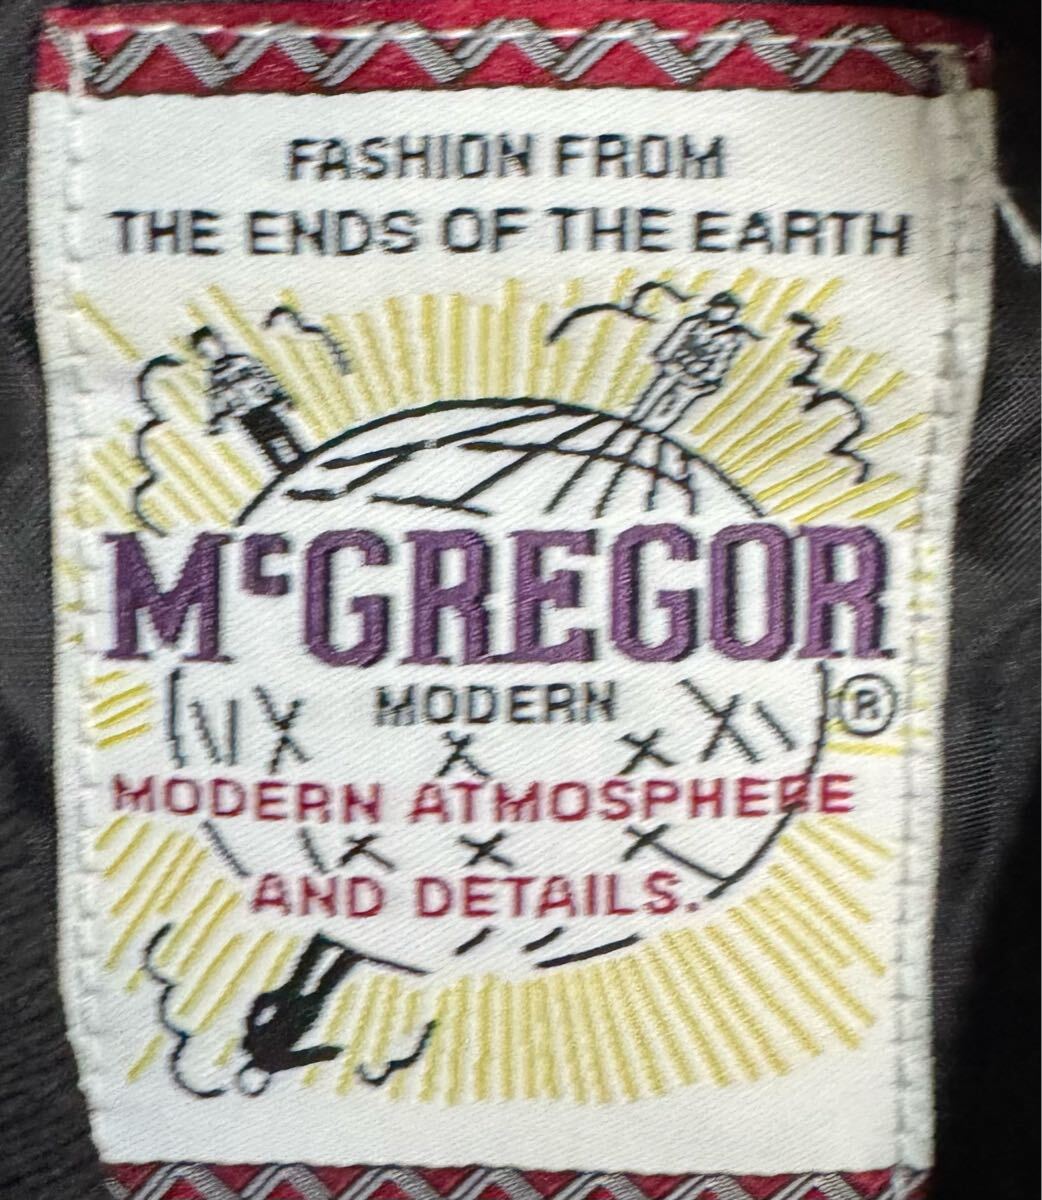 FASHION FROM
THE ENDS OF THE EARTH
McGREGOR
®
MODERN
MODERN ATMOSPHERE
AND DETAILS.